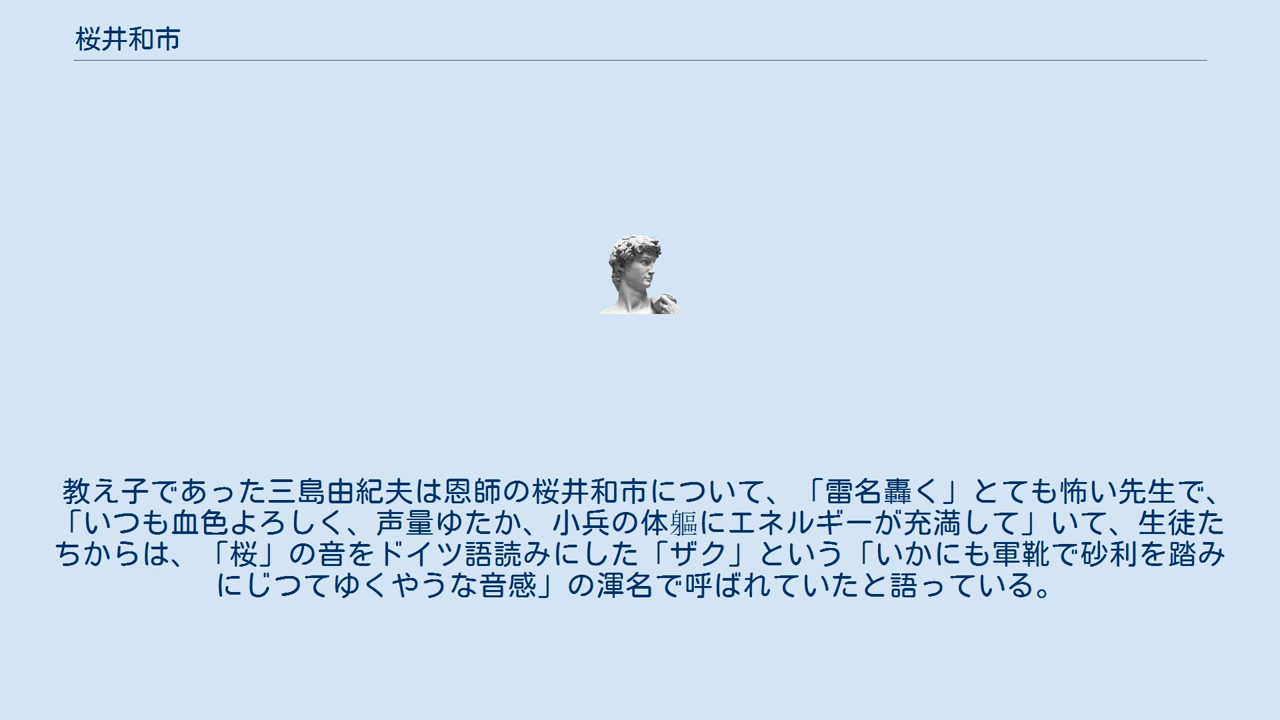 桜井和市
教え子であった三島由紀夫は恩師の桜井和市について、「雷名轟く」とても怖い先生で、
「いつも血色よろしく、声量ゆたか、小兵の体軀にエネルギーが充満して」いて、生徒た
ちからは、「桜」の音をドイツ語読みにした「ザク」という「いかにも軍靴で砂利を踏み
にじつてゆくやうな音感」の渾名で呼ばれていたと語っている。